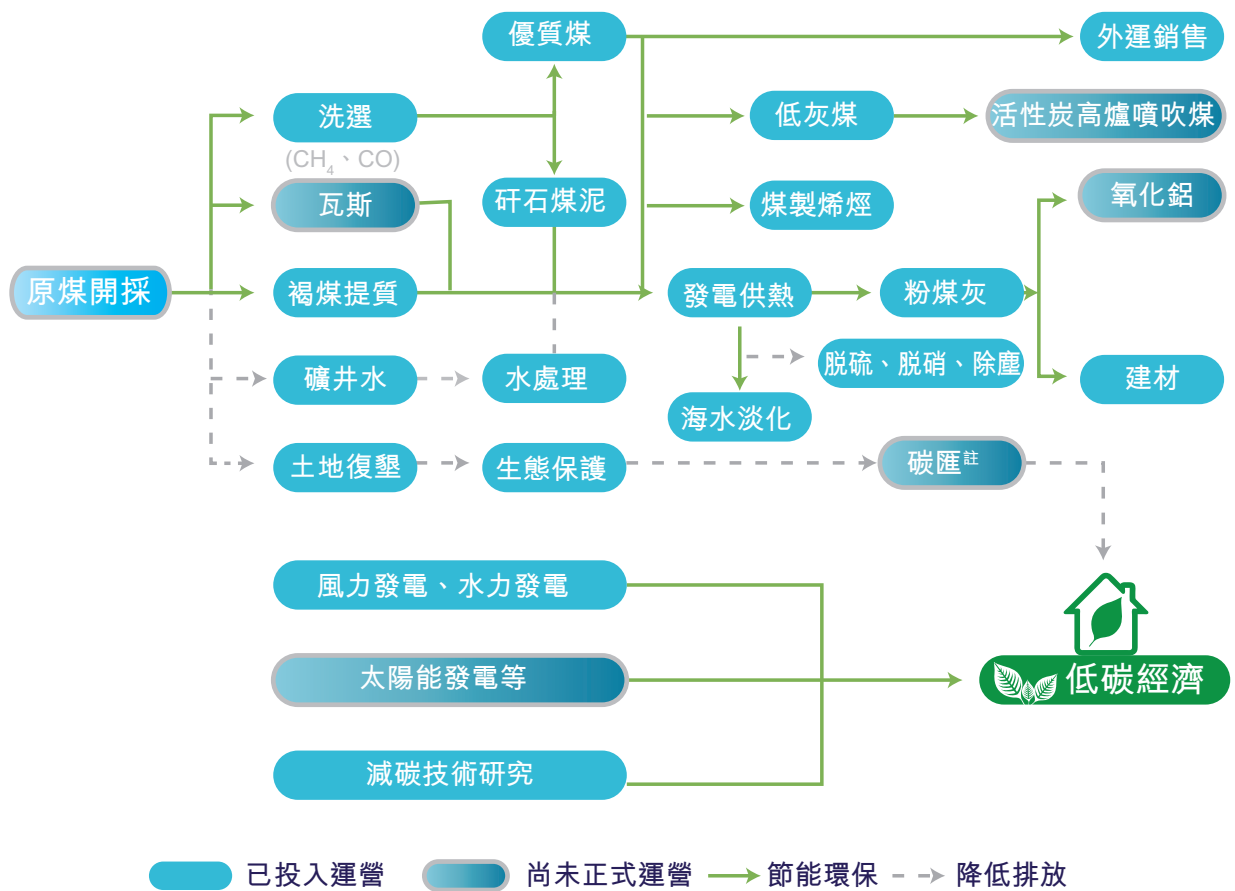 優質煤
外運銷售
洗選
低灰煤
活性炭高爐噴吹煤
(CH₄、CO)
瓦斯
矸石煤泥
煤製烯烴
氧化鋁
原煤開採
褐煤提質
發電供熱
粉煤灰
礦井水
水處理
脱硫、脱硝、除塵
建材
海水淡化
土地復墾
生態保護
碳匯註
風力發電、水力發電
太陽能發電等
低碳經濟
減碳技術研究
已投入運營
尚未正式運營
節能環保
降低排放